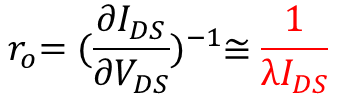 r_o = (∂I_DS / ∂V_DS)^−1 ≅ 1 / λI_DS